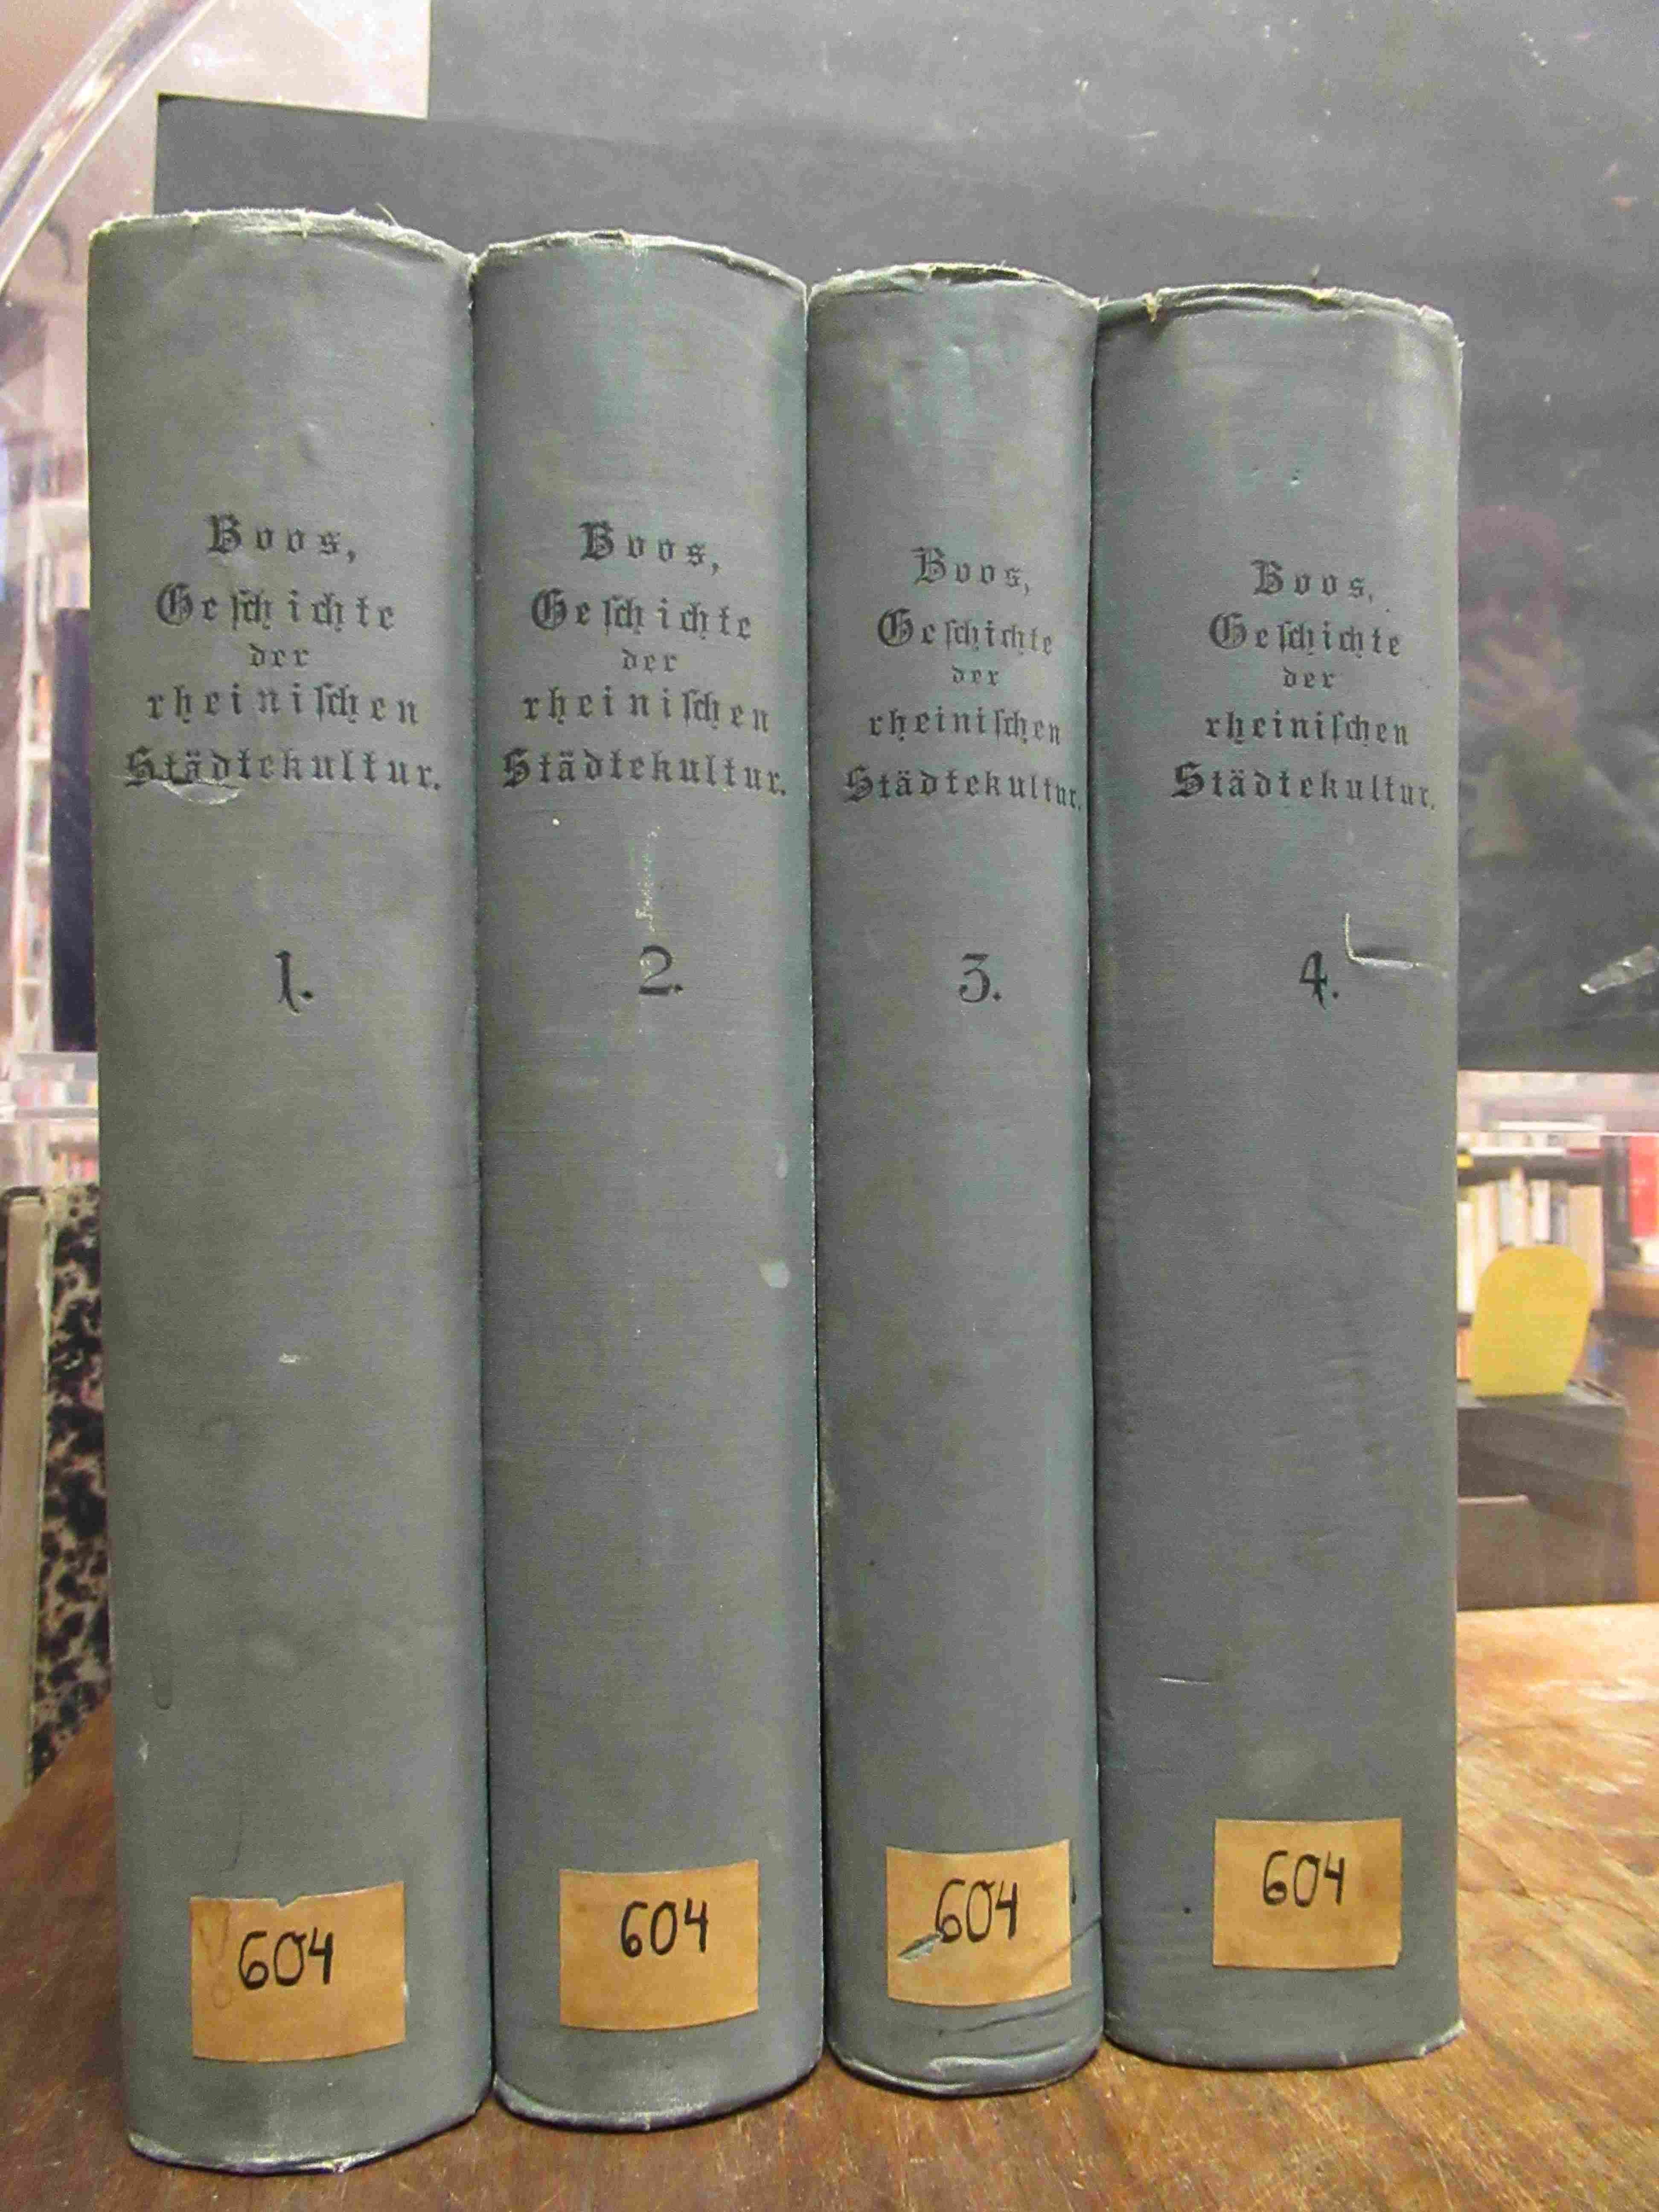 Boos,
Geschichte
der
rheinischen
Städtekultur.
1.
604
Boos,
Geschichte
der
rheinischen
Städtekultur.
2.
604
Boos,
Geschichte
der
rheinischen
Städtekultur.
3.
604
Boos,
Geschichte
der
rheinischen
Städtekultur.
4.
604